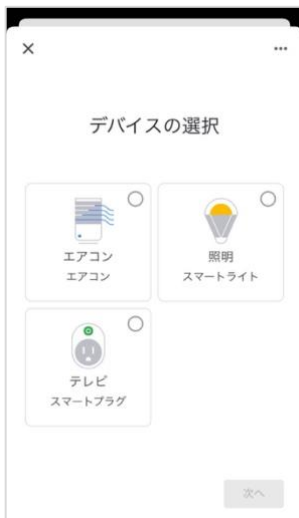 デバイスの選択
エアコン
エアコン
照明
スマートライト
テレビ
スマートプラグ
次へ